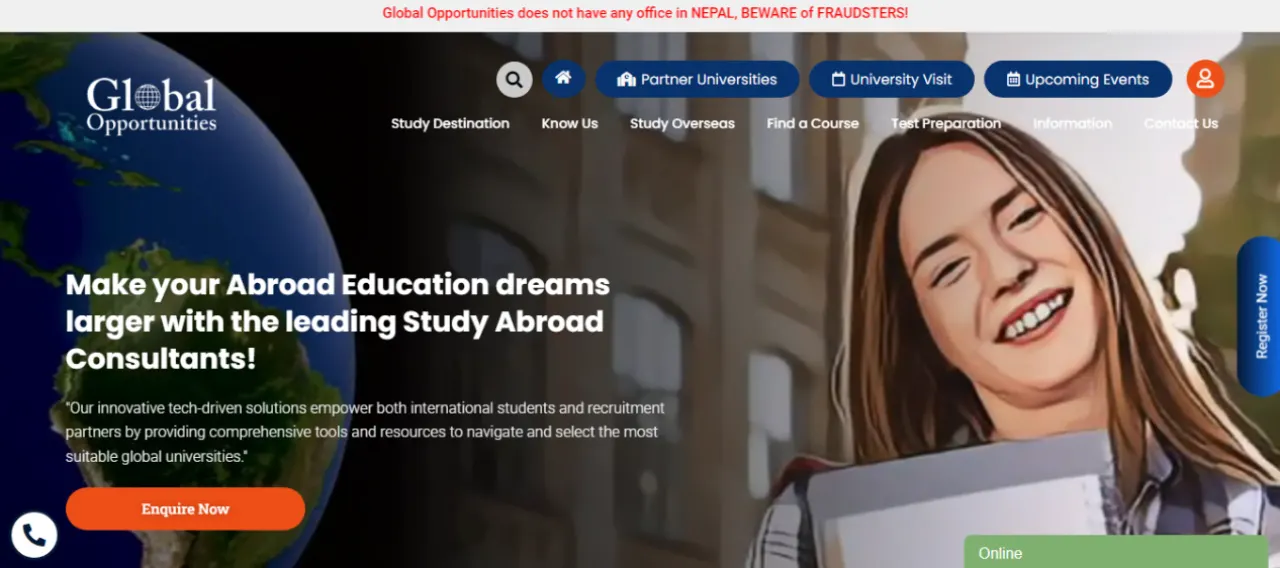 Global Opportunities does not have any office in NEPAL, BEWARE of FRAUDSTERS!
Global
Opportunities
Partner Universities
University Visit
Upcoming Events
Study Destination
Know Us
Study Overseas
Find a Course
Test Preparation
Information
Contact Us
Make your Abroad Education dreams
larger with the leading Study Abroad
Consultants!
"Our innovative tech-driven solutions empower both international students and recruitment
partners by providing comprehensive tools and resources to navigate and select the most
suitable global universities."
Enquire Now
Register Now
Online